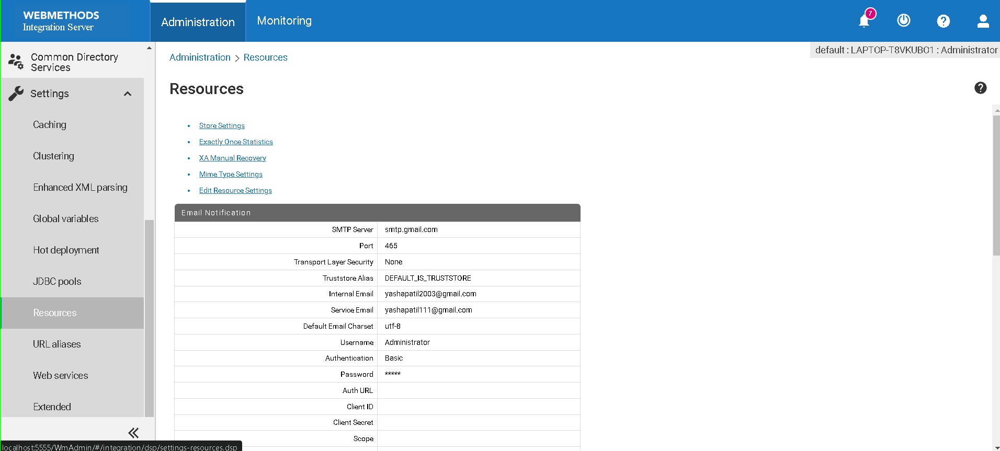 WEBMETHODS
Integration Server
Administration
Monitoring
7
default : LAPTOP-T8VKUBO1 : Administrator
Common Directory
Services
Settings
Caching
Clustering
Enhanced XML parsing
Global variables
Hot deployment
JDBC pools
Resources
URL aliases
Web services
Extended
localhost:5555/WmAdmin/#/integration/dsp/settings-resources.dsp
Administration > Resources
Resources
• Store Settings
• Exactly Once Statistics
• XA Manual Recovery
• Mime Type Settings
• Edit Resource Settings
Email Notification
SMTP Server smtp.gmail.com
Port 465
Transport Layer Security None
Truststore Alias DEFAULT_IS_TRUSTSTORE
Internal Email yashapatil2003@gmail.com
Service Email yashapatil111@gmail.com
Default Email Charset utf-8
Username Administrator
Authentication Basic
Password *****
Auth URL
Client ID
Client Secret
Scope